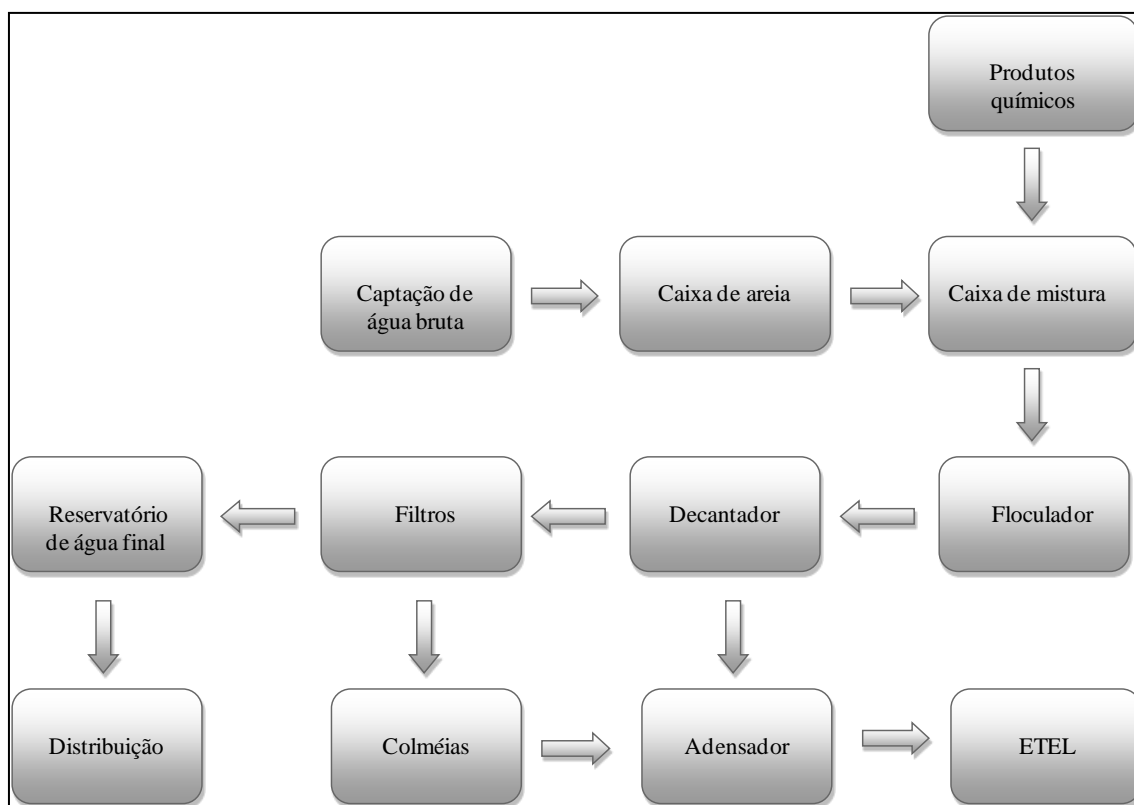 Produtos
químicos
Captação de
água bruta
Caixa de areia
Caixa de mistura
Reservatório
de água final
Filtros
Decantador
Floculador
Distribuição
Colméias
Adensador
ETEL